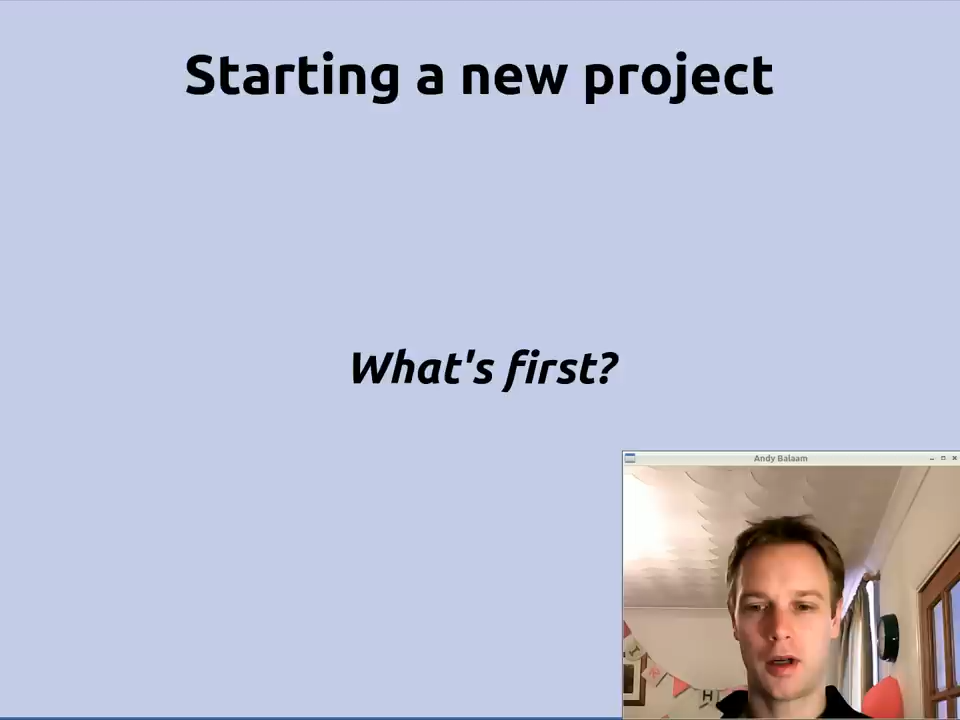 Starting a new project
What's first?
Andy Balaam
I
R
H